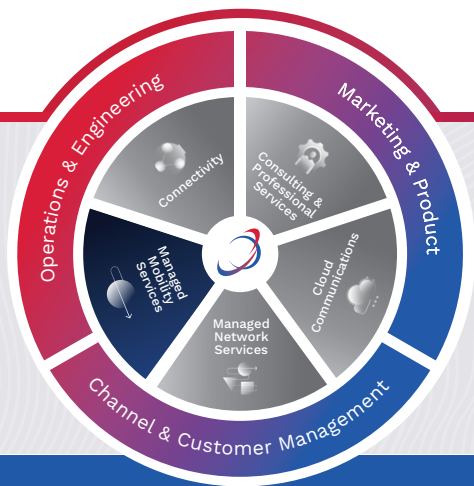 Operations & Engineering
Marketing & Product
Connectivity
Consulting &
Professional
Services
Managed
Mobility
Services
Cloud
Communications
Managed
Network
Services
Channel & Customer Management